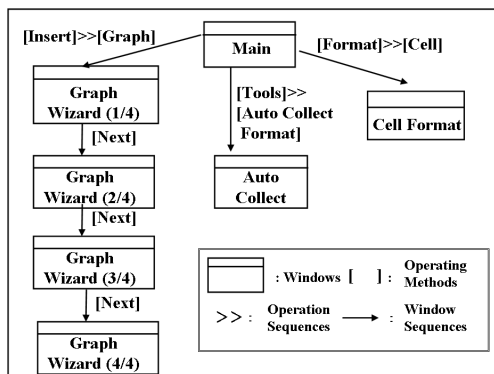 [Insert]>>[Graph]
Main
[Format]>>[Cell]
Graph
Wizard (1/4)
[Tools]>>
[Auto Collect
Format]
Cell Format
[Next]
Graph
Wizard (2/4)
Auto
Collect
[Next]
Graph
Wizard (3/4)
[Next]
Graph
Wizard (4/4)
: Windows
[ ] : Operating
Methods
>> : Operation
Sequences
: Window
Sequences